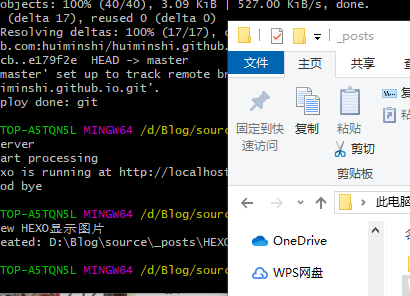 objects: 100% (40/40), 3.09 KiB | 527.00 KiB/s, done.
(delta 17), reused 0 (delta 0)
Resolving deltas: 100% (17/17), c
b.com:huiminshi/huiminshi.github.
cb..e179f2e HEAD -> master
master' set up to track remote br
iminshi.github.io.git'.
ploy done: git
TOP-A5TQN5L MINGW64 /d/Blog/sourc
erver
art processing
xo is running at http://localhost
od bye
TOP-A5TQN5L MINGW64 /d/Blog/sourc
ew HEXO显示图片
eated: D:\Blog\source\_posts\HEXO
TOP-A5TQN5L MINGW64 /d/Blog/sourc
_posts
文件
主页
共享
查看
固定到快
速访问
复制
粘贴
剪切
剪贴板
此电脑
OneDrive
WPS网盘